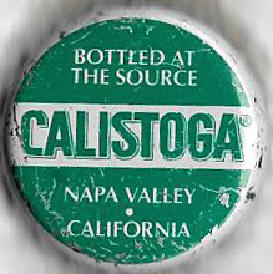 BOTTLED AT
THE SOURCE
CALISTOGA®
NAPA VALLEY
•
CALIFORNIA